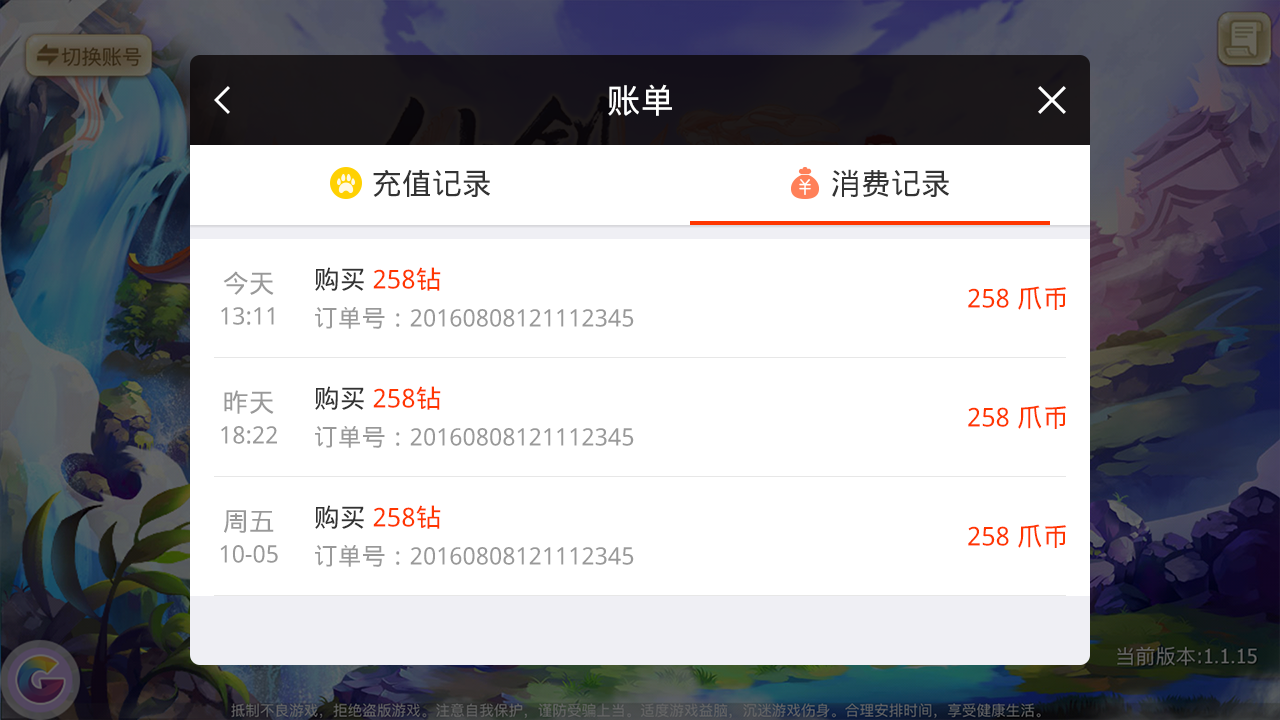 切换账号
账单
充值记录
消费记录
今天
13:11
购买 258钻
订单号：20160808121112345
258 爪币
昨天
18:22
购买 258钻
订单号：20160808121112345
258 爪币
周五
10-05
购买 258钻
订单号：20160808121112345
258 爪币
当前版本:1.1.15
抵制不良游戏，拒绝盗版游戏。注意自我保护，谨防受骗上当。适度游戏益脑，沉迷游戏伤身。合理安排时间，享受健康生活。